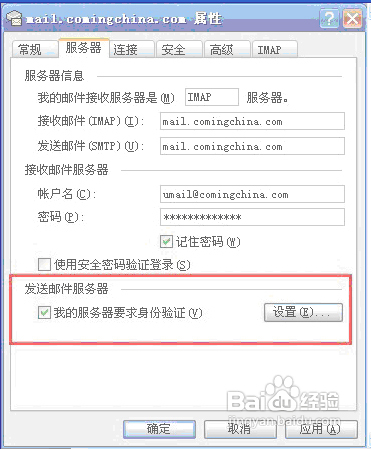 mail.comingchina.com 属性
常规 服务器 连接 安全 高级 IMAP
服务器信息
我的邮件接收服务器是(M) IMAP 服务器。
接收邮件(IMAP)(I): mail.comingchina.com
发送邮件(SMTP)(U): mail.comingchina.com
接收邮件服务器
帐户名(C): umail@comingchina.com
密码(P): *************
记住密码(W)
使用安全密码验证登录(S)
发送邮件服务器
我的服务器要求身份验证(V) 设置(E)...
Baidu 经验
jingyan.baidu.com
确定 取消 应用(A)